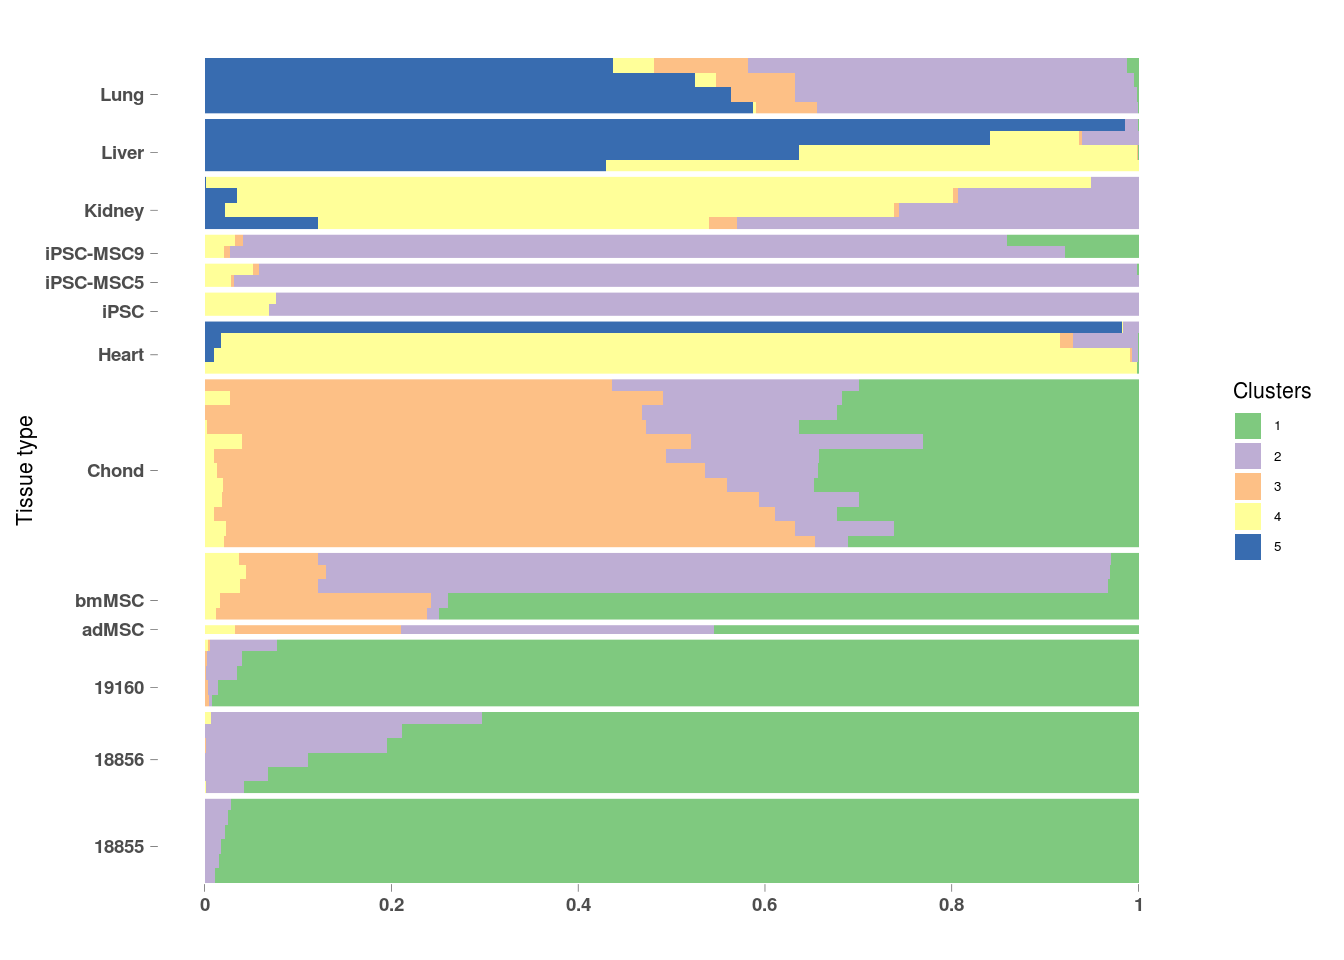 Lung
Liver
Kidney
iPSC-MSC9
iPSC-MSC5
iPSC
Heart
Chond
bmMSC
adMSC
19160
18856
18855
Tissue type
0 0.2 0.4 0.6 0.8 1
Clusters
1
2
3
4
5